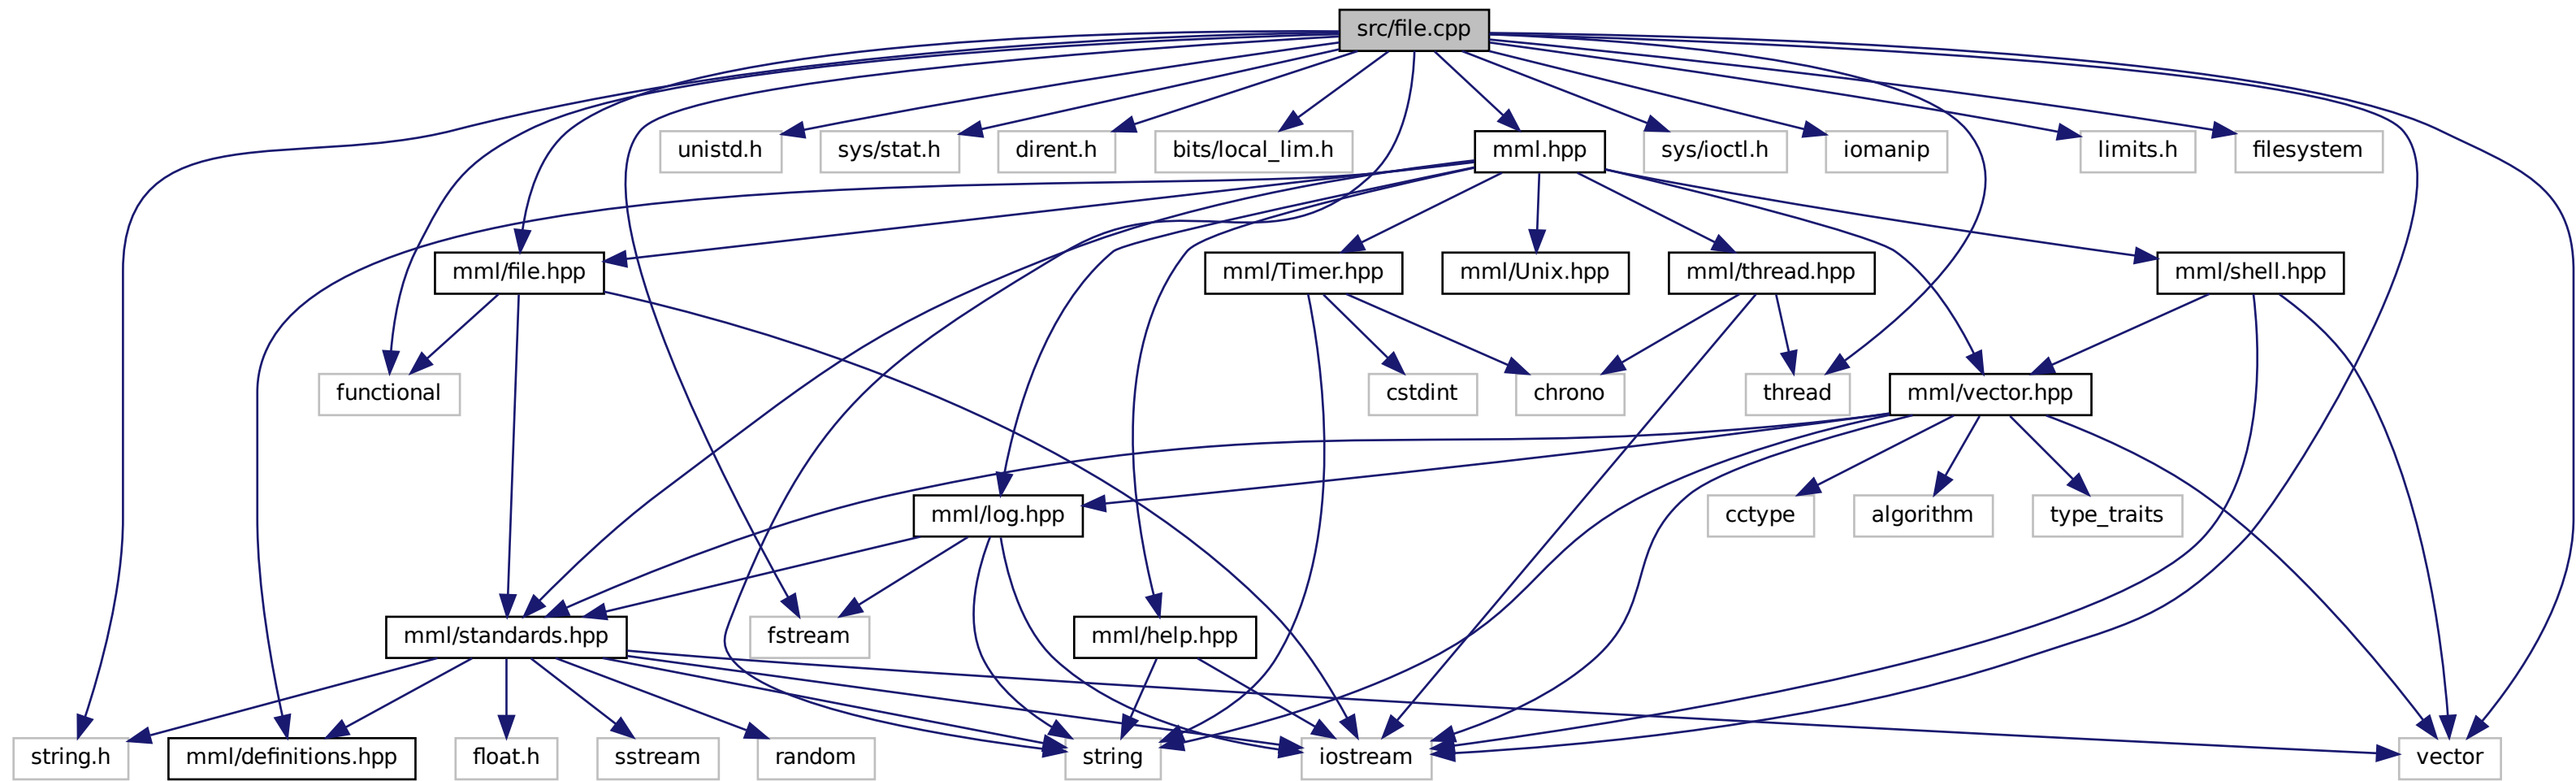 src/file.cpp
unistd.h
sys/stat.h
dirent.h
bits/local_lim.h
mml.hpp
sys/ioctl.h
iomanip
limits.h
filesystem
mml/file.hpp
mml/Timer.hpp
mml/Unix.hpp
mml/thread.hpp
mml/shell.hpp
functional
cstdint
chrono
thread
mml/vector.hpp
mml/log.hpp
cctype
algorithm
type_traits
mml/standards.hpp
fstream
mml/help.hpp
string.h
mml/definitions.hpp
float.h
sstream
random
string
iostream
vector